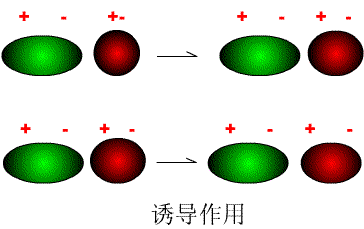 + - +- + - + -
+ - + - + - + -
诱导作用